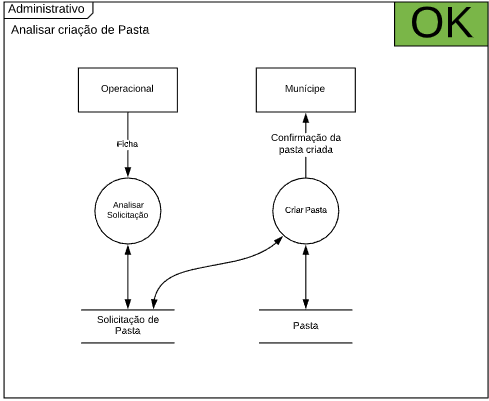 Administrativo
OK
Analisar criação de Pasta
Operacional
Munícipe
Ficha
Confirmação da
pasta criada
Analisar
Solicitação
Criar Pasta
Solicitação de
Pasta
Pasta